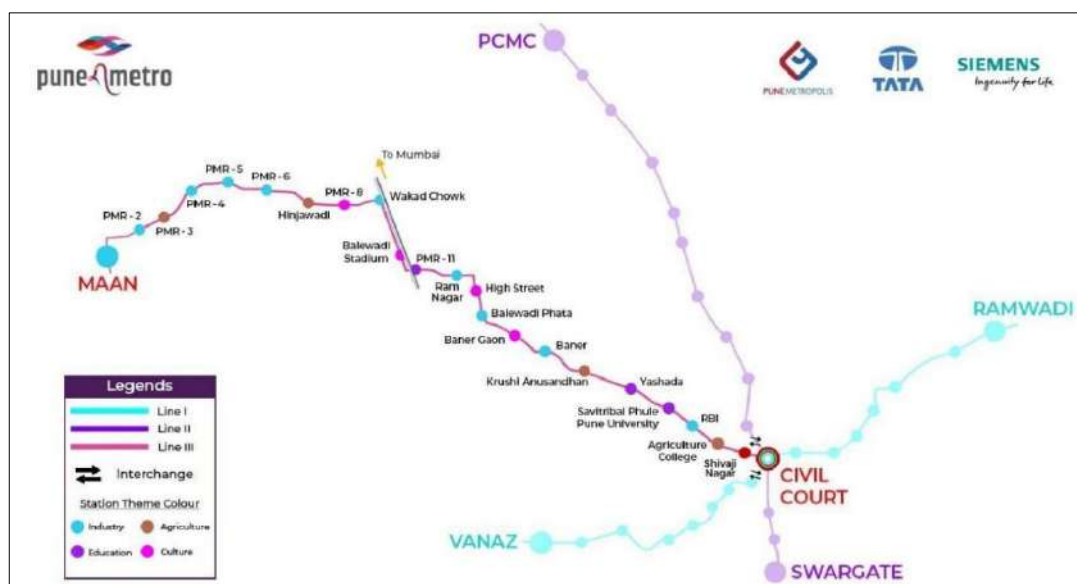 pune metro
PCMC
PUNEMETROPOLIS
TATA
SIEMENS
Ingenuity for life
To Mumbai
PMR - 5
PMR - 6
PMR - 8
Wakad Chowk
PMR - 4
PMR - 2
PMR - 3
Hinjawadi
MAAN
Balewadi
Stadium
PMR - 11
Ram
Nagar
High Street
Balewadi Phata
RAMWADI
Baner Gaon
Baner
Krushi Anusandhan
Yashada
Savitribai Phule
Pune University
RBI
Agriculture
College
Shivaji
Nagar
CIVIL
COURT
VANAZ
SWARGATE
Legends
Line I
Line II
Line III
Interchange
Station Theme Colour
Industry
Agriculture
Education
Culture